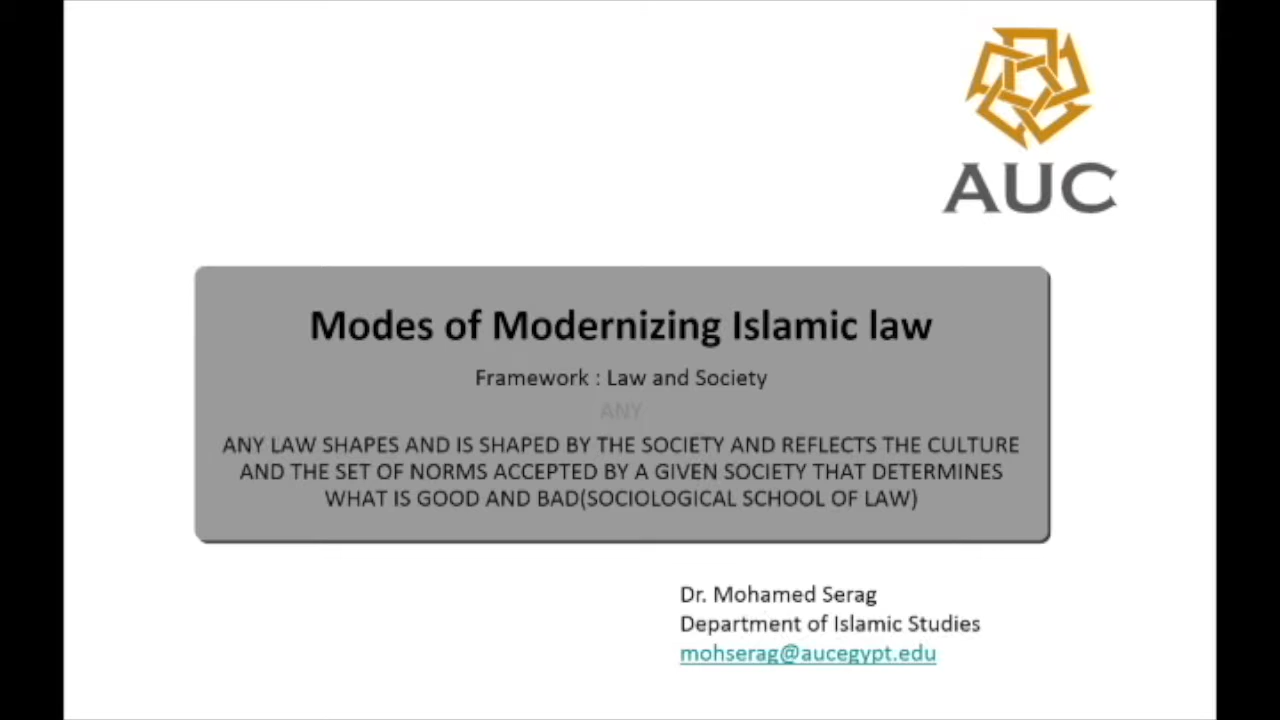 AUC
Modes of Modernizing Islamic law
Framework : Law and Society
ANY
ANY LAW SHAPES AND IS SHAPED BY THE SOCIETY AND REFLECTS THE CULTURE
AND THE SET OF NORMS ACCEPTED BY A GIVEN SOCIETY THAT DETERMINES
WHAT IS GOOD AND BAD(SOCIOLOGICAL SCHOOL OF LAW)
Dr. Mohamed Serag
Department of Islamic Studies
mohserag@aucegypt.edu